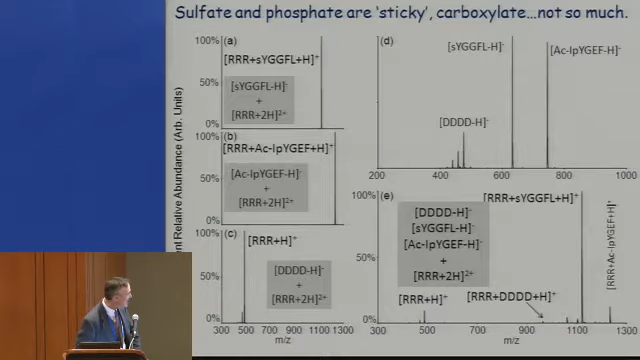 Sulfate and phosphate are 'sticky', carboxylate...not so much.
ent Relative Abundance (Arb. Units)
100%
(a)
[RRR+sYGGFL+H]⁺
50%
[sYGGFL-H]⁻
+
[RRR+2H]²⁺
0%
100%
(b)
[RRR+Ac-IpYGEF+H]⁺
50%
[Ac-IpYGEF-H]⁻
+
[RRR+2H]²⁺
0%
100%
(c)
[RRR+H]⁺
50%
[DDDD-H]⁻
+
[RRR+2H]²⁺
0%
300 500 700 900 1100 1300
m/z
(d)
[sYGGFL-H]⁻
[Ac-IpYGEF-H]⁻
[DDDD-H]⁻
200 400 600 800 1000
100%
(e)
[RRR+sYGGFL+H]⁺
[DDDD-H]⁻
[sYGGFL-H]⁻
[Ac-IpYGEF-H]⁻
+
[RRR+2H]²⁺
50%
[RRR+H]⁺
[RRR+DDDD+H]⁺
[RRR+Ac-IpYGEF+H]⁺
0%
300 500 700 900 1100 1300
m/z